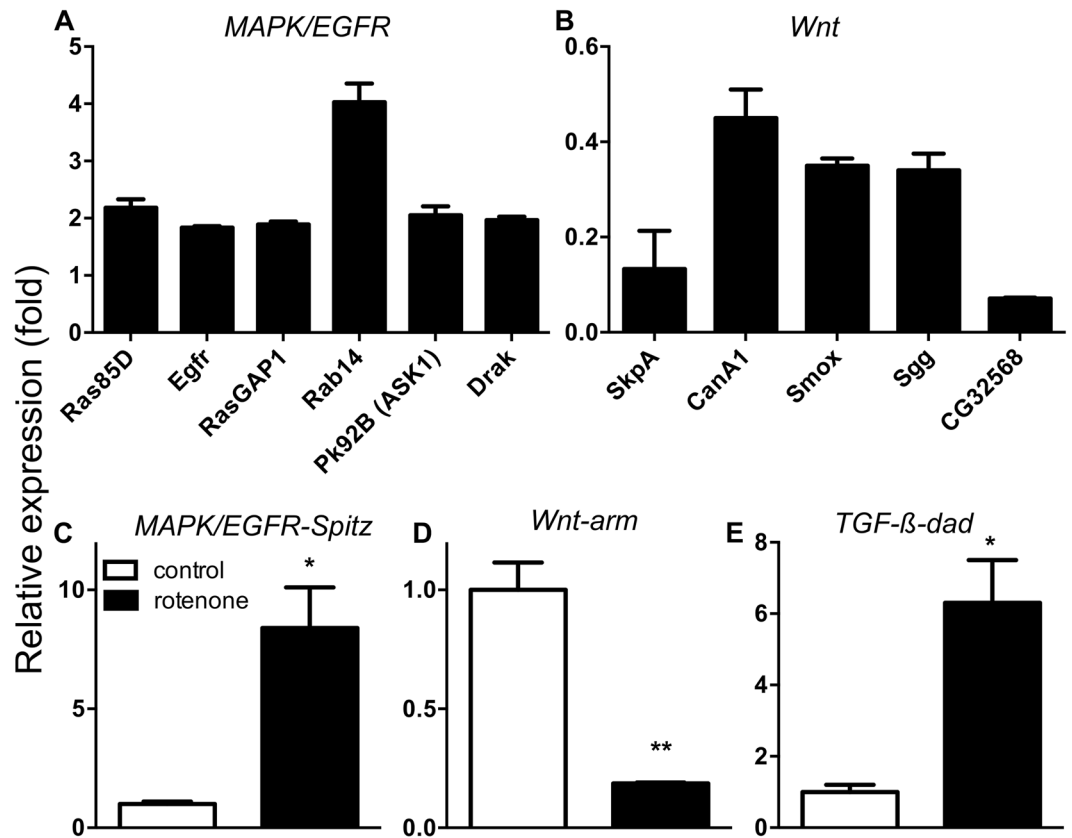 Relative expression (fold)
A
MAPK/EGFR
5
4
3
2
1
0
Ras85D
Egfr
RasGAP1
Rab14
Pk92B (ASK1)
Drak
B
Wnt
0.6
0.4
0.2
0.0
SkpA
CanA1
Smox
Sgg
CG32568
C
MAPK/EGFR-Spitz
10
5
0
control
rotenone
*
D
Wnt-arm
1.0
0.5
0.0
**
E
TGF-ß-dad
8
6
4
2
0
*